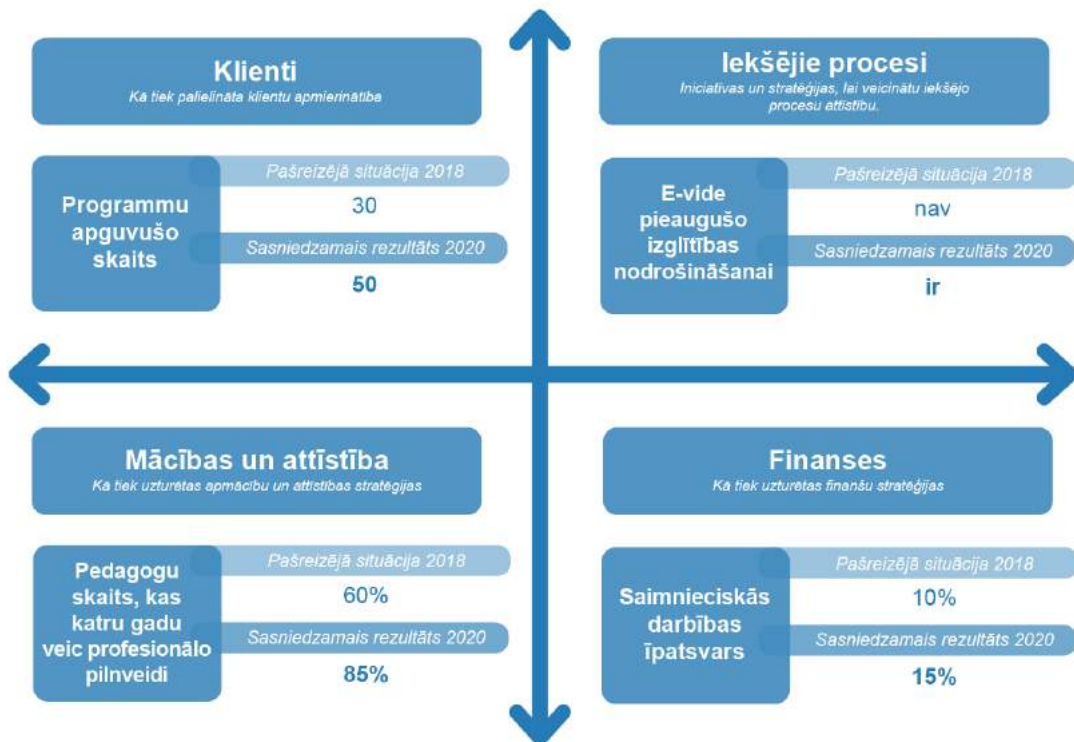 Klienti
Kā tiek palielināta klientu apmierinātība
Programmu
apguvušo
skaits
Pašreizējā situācija 2018
30
Sasniedzamais rezultāts 2020
50
Iekšējie procesi
Iniciatīvas un stratēģijas, lai veicinātu iekšējo
procesu attīstību.
E-vide
pieaugušo
izglītības
nodrošināšanai
Pašreizējā situācija 2018
nav
Sasniedzamais rezultāts 2020
ir
Mācības un attīstība
Kā tiek uzturētas apmācību un attīstības stratēģijas
Pedagogu
skaits, kas
katru gadu
veic profesionālo
pilnveidi
Pašreizējā situācija 2018
60%
Sasniedzamais rezultāts 2020
85%
Finanses
Kā tiek uzturētas finanšu stratēģijas
Saimnieciskās
darbības
īpatsvars
Pašreizējā situācija 2018
10%
Sasniedzamais rezultāts 2020
15%